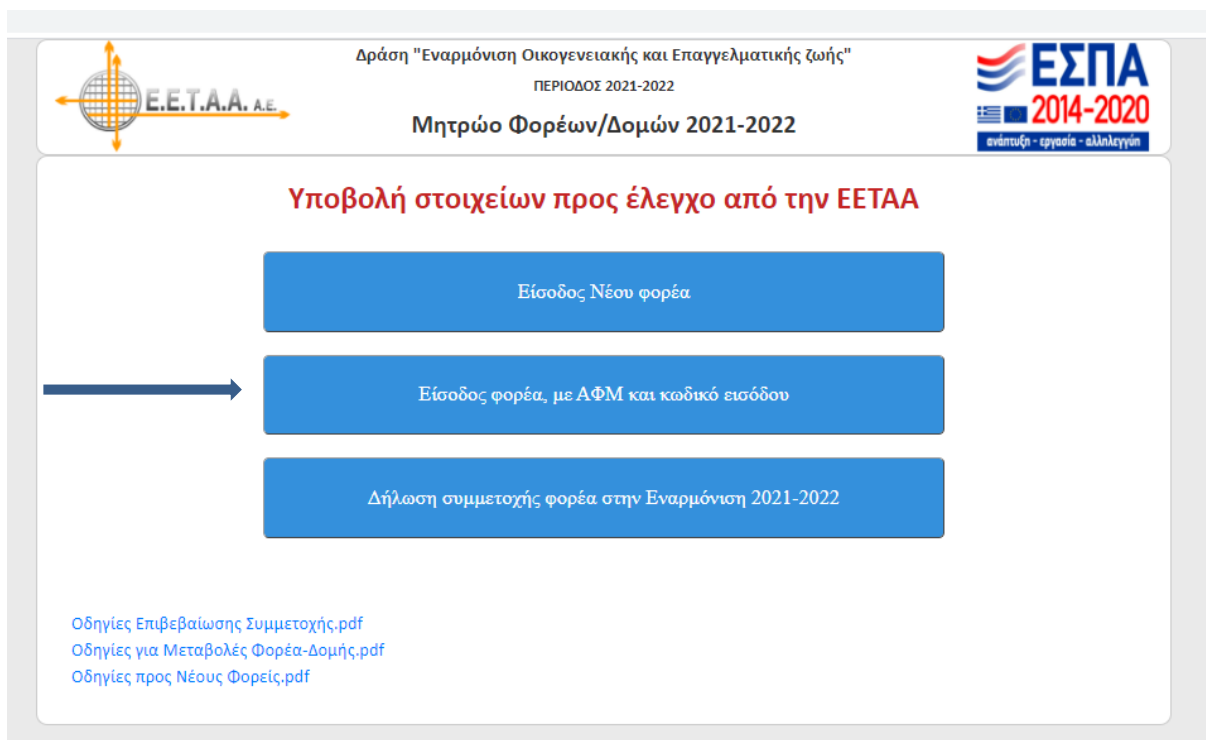 Δράση "Εναρμόνιση Οικογενειακής και Επαγγελματικής ζωής"
ΠΕΡΙΟΔΟΣ 2021-2022
Μητρώο Φορέων/Δομών 2021-2022
Ε.Ε.Τ.Α.Α. Α.Ε.
ΕΣΠΑ
2014-2020
ανάπτυξη - εργασία - αλληλεγγύη
Υποβολή στοιχείων προς έλεγχο από την ΕΕΤΑΑ
Είσοδος Νέου φορέα
Είσοδος φορέα, με ΑΦΜ και κωδικό εισόδου
Δήλωση συμμετοχής φορέα στην Εναρμόνιση 2021-2022
Οδηγίες Επιβεβαίωσης Συμμετοχής.pdf
Οδηγίες για Μεταβολές Φορέα-Δομής.pdf
Οδηγίες προς Νέους Φορείς.pdf